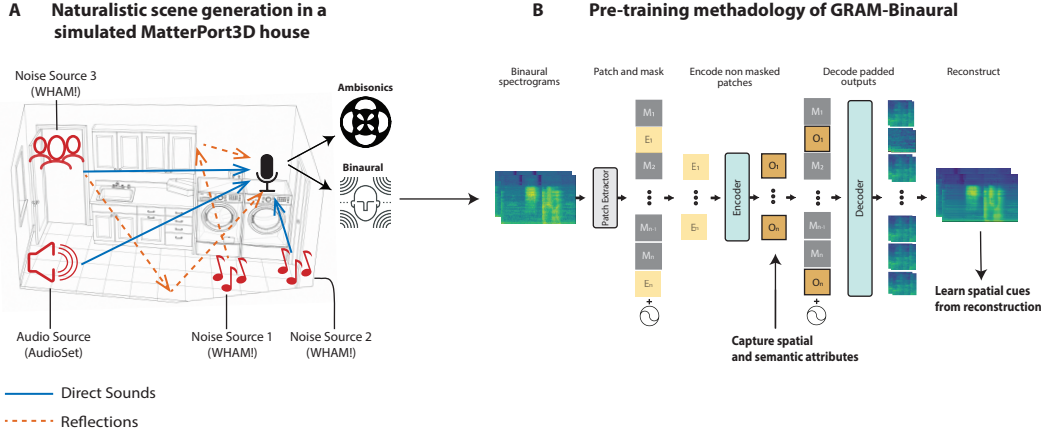 A Naturalistic scene generation in a
simulated MatterPort3D house
Noise Source 3
(WHAM!)
Ambisonics
Binaural
Audio Source
(AudioSet)
Noise Source 1
(WHAM!)
Noise Source 2
(WHAM!)
Direct Sounds
Reflections
B Pre-training methadology of GRAM-Binaural
Binaural
spectrograms
Patch and mask
Encode non masked
patches
Decode padded
outputs
Reconstruct
M1
E1
M2
Mn-1
Mn
En
+
Patch Extractor
E1
En
Encoder
O1
On
M1
O1
M2
Mn-1
Mn
On
+
Decoder
Capture spatial
and semantic attributes
Learn spatial cues
from reconstruction